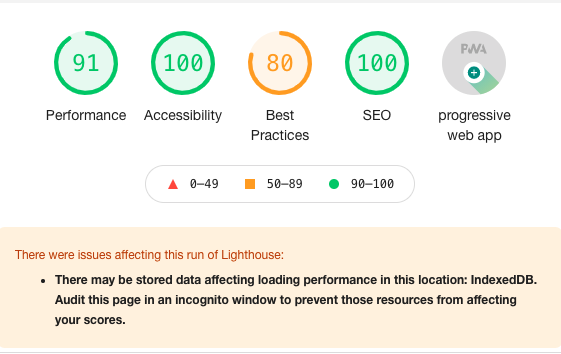 91
100
80
100
PWA
Performance
Accessibility
Best
Practices
SEO
progressive
web app
0–49
50–89
90–100
There were issues affecting this run of Lighthouse:
• There may be stored data affecting loading performance in this location: IndexedDB.
Audit this page in an incognito window to prevent those resources from affecting
your scores.